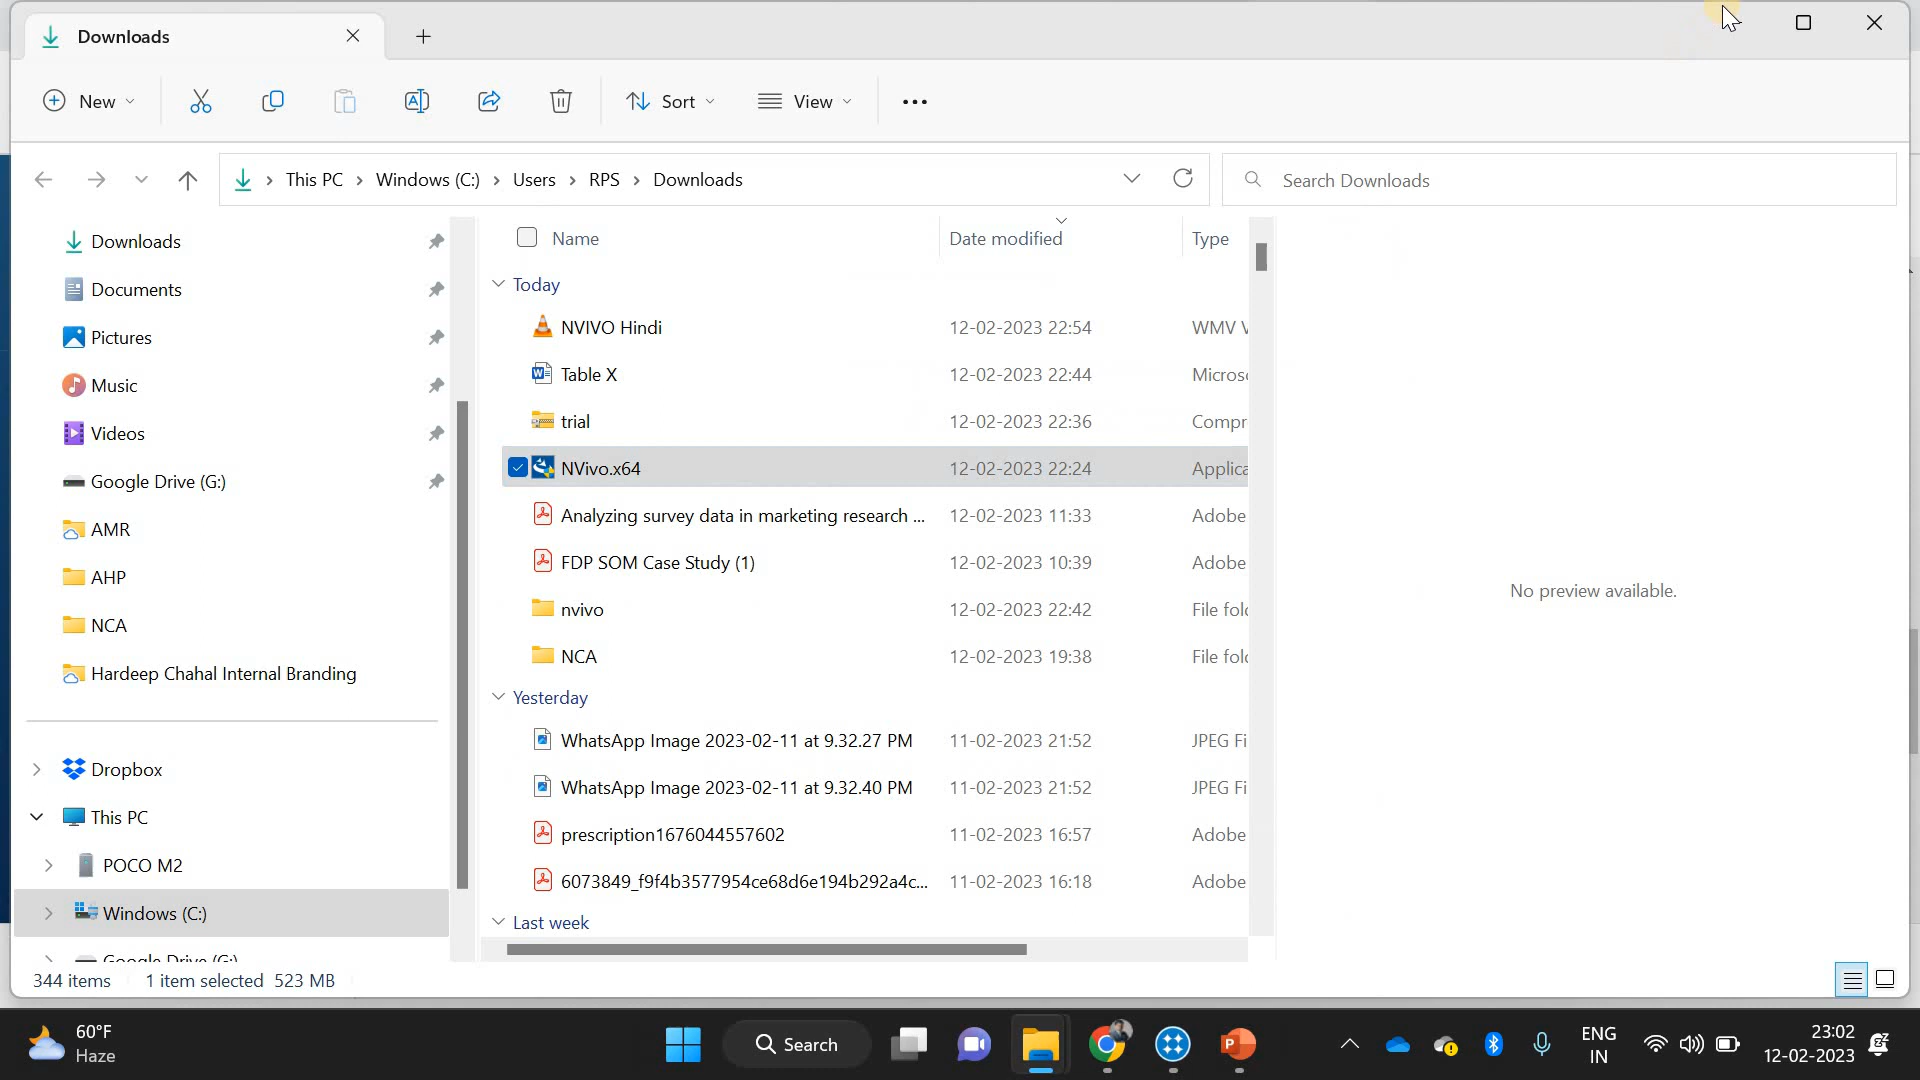 Downloads
New
Sort
View
This PC > Windows (C:) > Users > RPS > Downloads
Search Downloads
Downloads
Documents
Pictures
Music
Videos
Google Drive (G:)
AMR
AHP
NCA
Hardeep Chahal Internal Branding
Dropbox
This PC
POCO M2
Windows (C:)
Google Drive (G:)
Name Date modified Type
Today
NVIVO Hindi 12-02-2023 22:54 WMV V
Table X 12-02-2023 22:44 Micros
trial 12-02-2023 22:36 Compr
NVivo.x64 12-02-2023 22:24 Applica
Analyzing survey data in marketing research ... 12-02-2023 11:33 Adobe
FDP SOM Case Study (1) 12-02-2023 10:39 Adobe
nvivo 12-02-2023 22:42 File fol
NCA 12-02-2023 19:38 File fol
Yesterday
WhatsApp Image 2023-02-11 at 9.32.27 PM 11-02-2023 21:52 JPEG Fi
WhatsApp Image 2023-02-11 at 9.32.40 PM 11-02-2023 21:52 JPEG Fi
prescription1676044557602 11-02-2023 16:57 Adobe
6073849_f9f4b3577954ce68d6e194b292a4c... 11-02-2023 16:18 Adobe
Last week
No preview available.
344 items 1 item selected 523 MB
60°F
Haze
Search
ENG
IN
23:02
12-02-2023